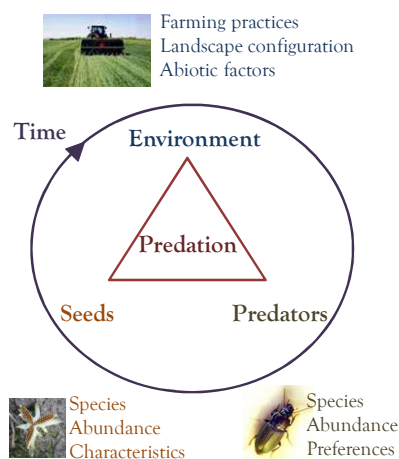 Farming practices
Landscape configuration
Abiotic factors
Time
Environment
Predation
Seeds
Predators
Species
Abundance
Characteristics
Species
Abundance
Preferences